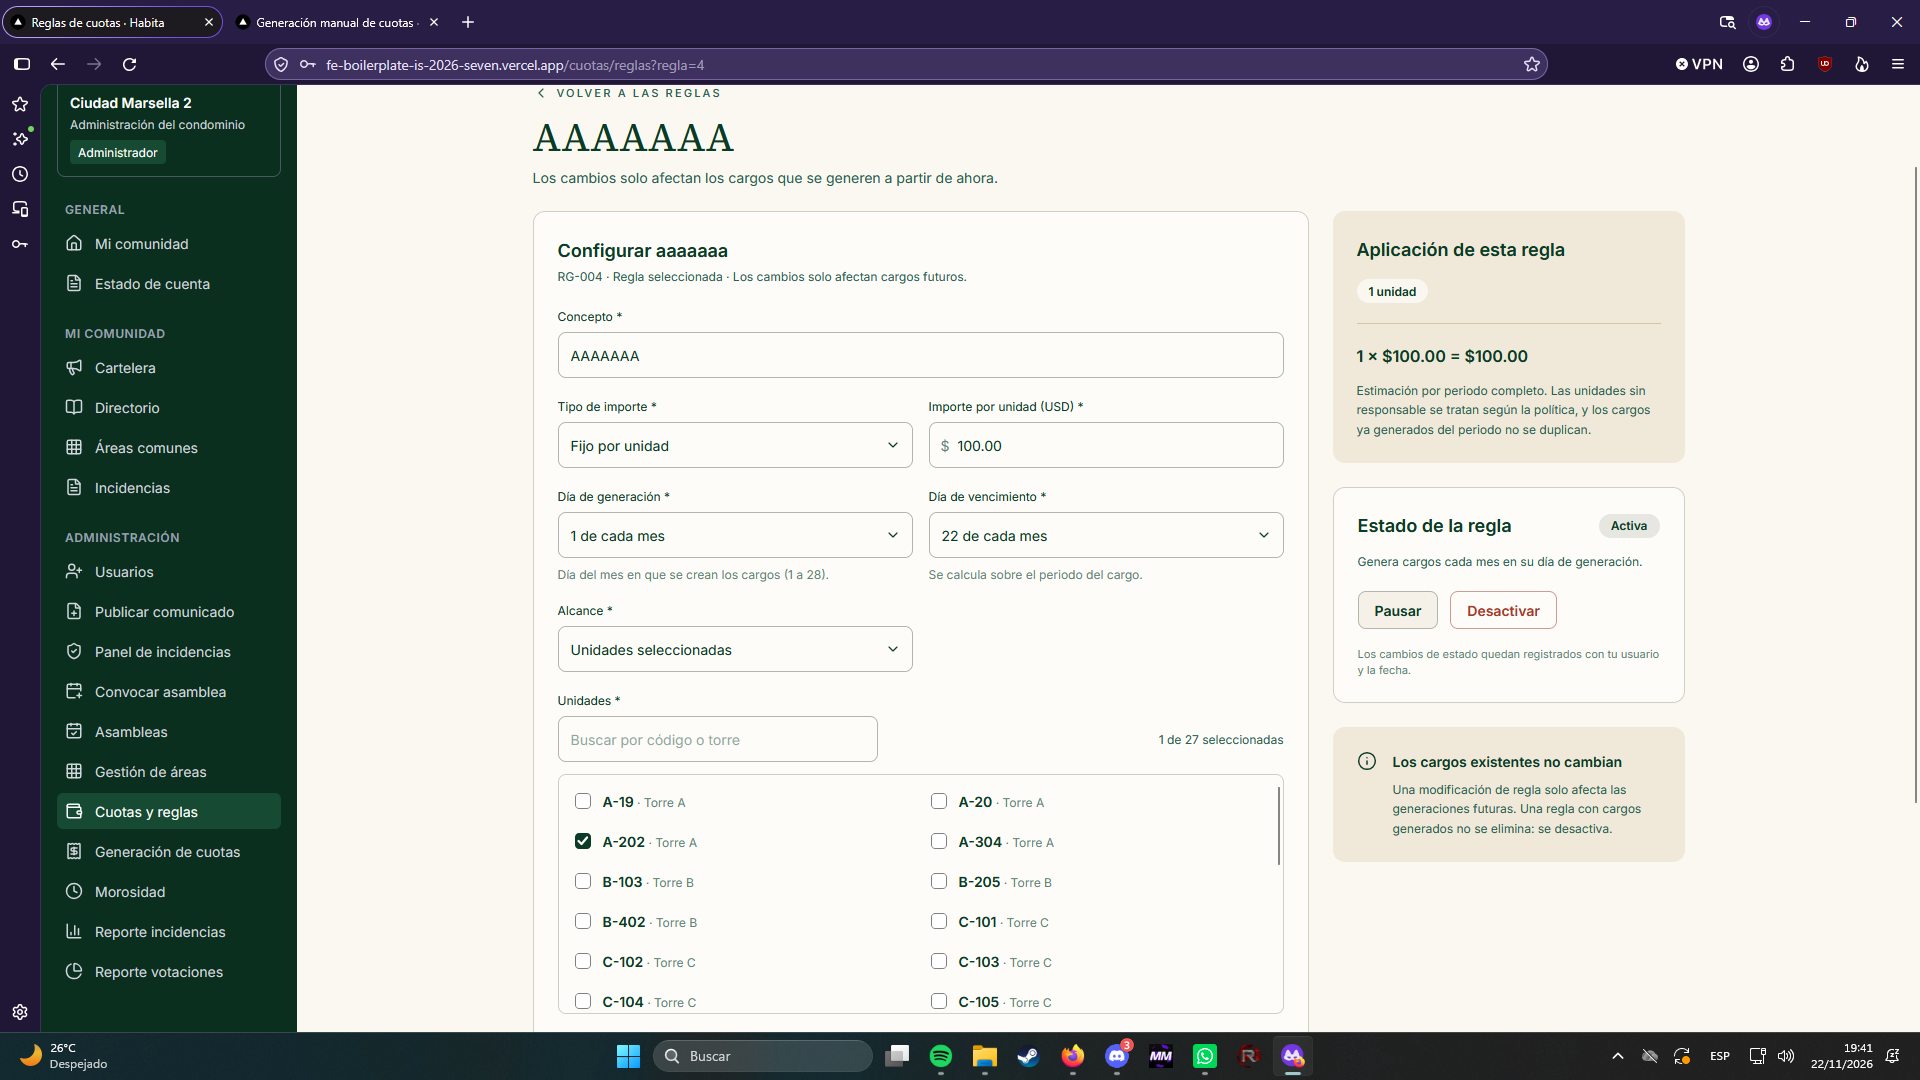 Reglas de cuotas · Habita
Generación manual de cuotas
fe-boilerplate-is-2026-seven.vercel.app/cuotas/reglas?regla=4
VPN
Ciudad Marsella 2
Administración del condominio
Administrador
GENERAL
Mi comunidad
Estado de cuenta
MI COMUNIDAD
Cartelera
Directorio
Áreas comunes
Incidencias
ADMINISTRACIÓN
Usuarios
Publicar comunicado
Panel de incidencias
Convocar asamblea
Asambleas
Gestión de áreas
Cuotas y reglas
Generación de cuotas
Morosidad
Reporte incidencias
Reporte votaciones
VOLVER A LAS REGLAS
AAAAAAA
Los cambios solo afectan los cargos que se generen a partir de ahora.
Configurar aaaaaaa
RG-004 · Regla seleccionada · Los cambios solo afectan cargos futuros.
Concepto *
AAAAAAA
Tipo de importe *
Importe por unidad (USD) *
Fijo por unidad
$ 100.00
Día de generación *
Día de vencimiento *
1 de cada mes
22 de cada mes
Día del mes en que se crean los cargos (1 a 28).
Se calcula sobre el periodo del cargo.
Alcance *
Unidades seleccionadas
Unidades *
Buscar por código o torre
1 de 27 seleccionadas
A-19 · Torre A
A-20 · Torre A
A-202 · Torre A
A-304 · Torre A
B-103 · Torre B
B-205 · Torre B
B-402 · Torre B
C-101 · Torre C
C-102 · Torre C
C-103 · Torre C
C-104 · Torre C
C-105 · Torre C
Aplicación de esta regla
1 unidad
1 × $100.00 = $100.00
Estimación por periodo completo. Las unidades sin
responsable se tratan según la política, y los cargos
ya generados del periodo no se duplican.
Estado de la regla
Activa
Genera cargos cada mes en su día de generación.
Pausar
Desactivar
Los cambios de estado quedan registrados con tu usuario
y la fecha.
Los cargos existentes no cambian
Una modificación de regla solo afecta las
generaciones futuras. Una regla con cargos
generados no se elimina: se desactiva.
26°C
Despejado
Buscar
3
ESP
19:41
22/11/2026